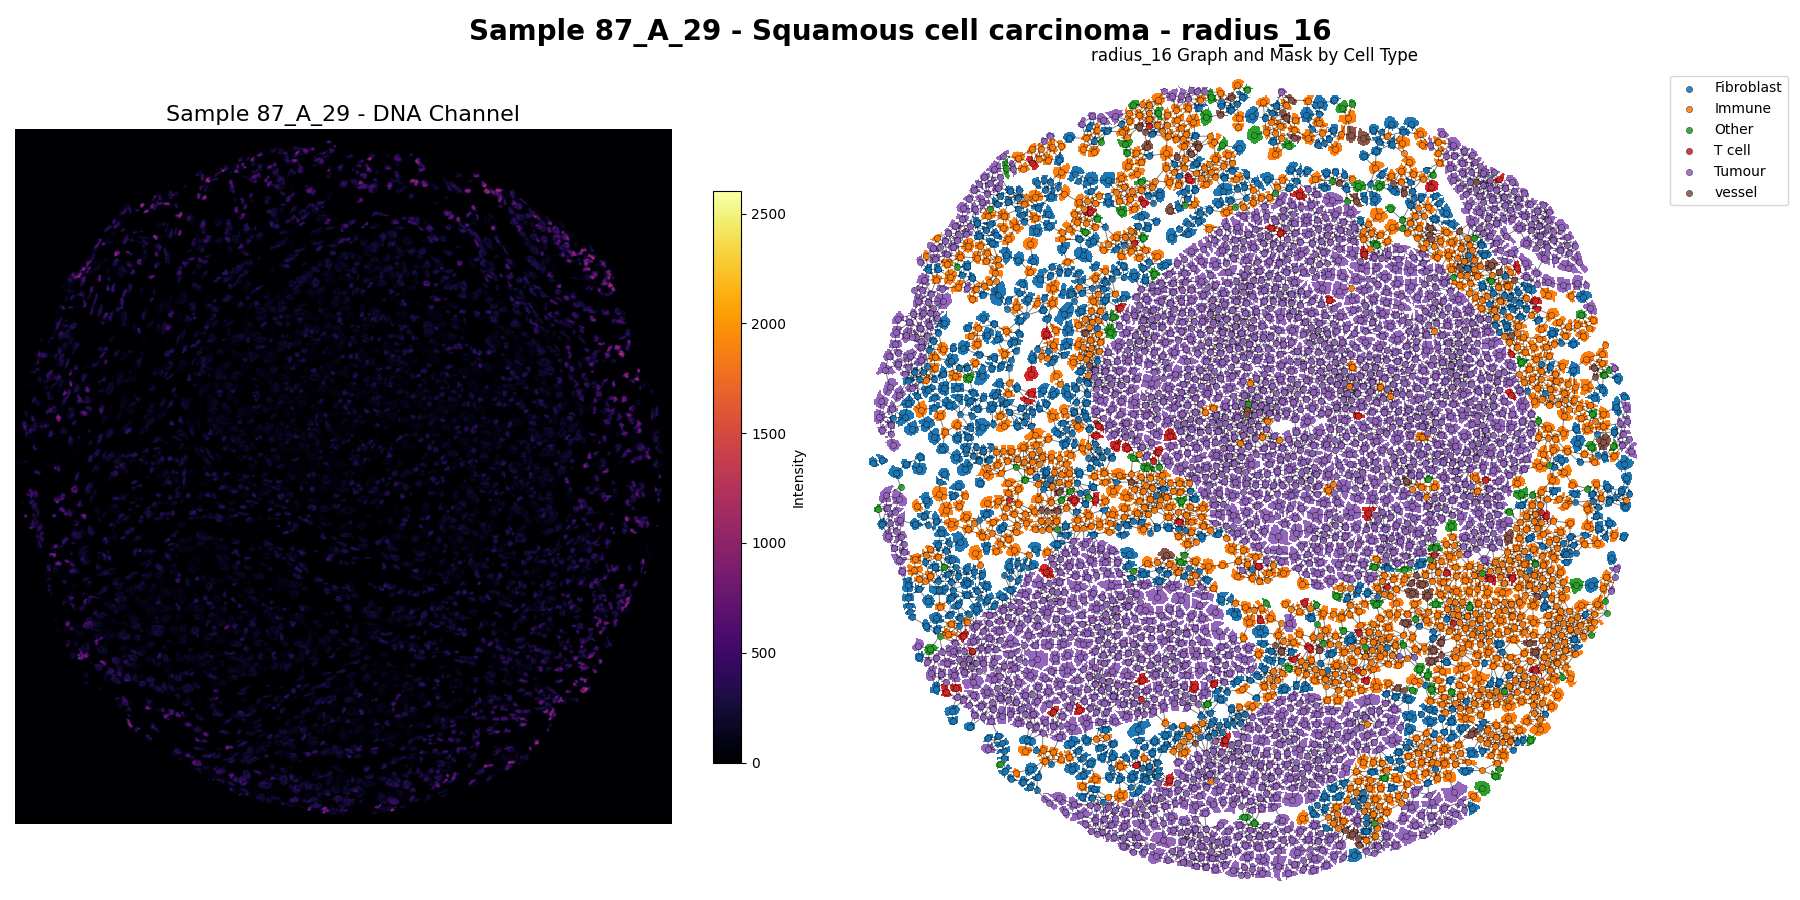 Sample 87_A_29 - Squamous cell carcinoma - radius_16
radius_16 Graph and Mask by Cell Type
Sample 87_A_29 - DNA Channel
2500
2000
1500
1000
500
0
Intensity
Fibroblast
Immune
Other
T cell
Tumour
vessel